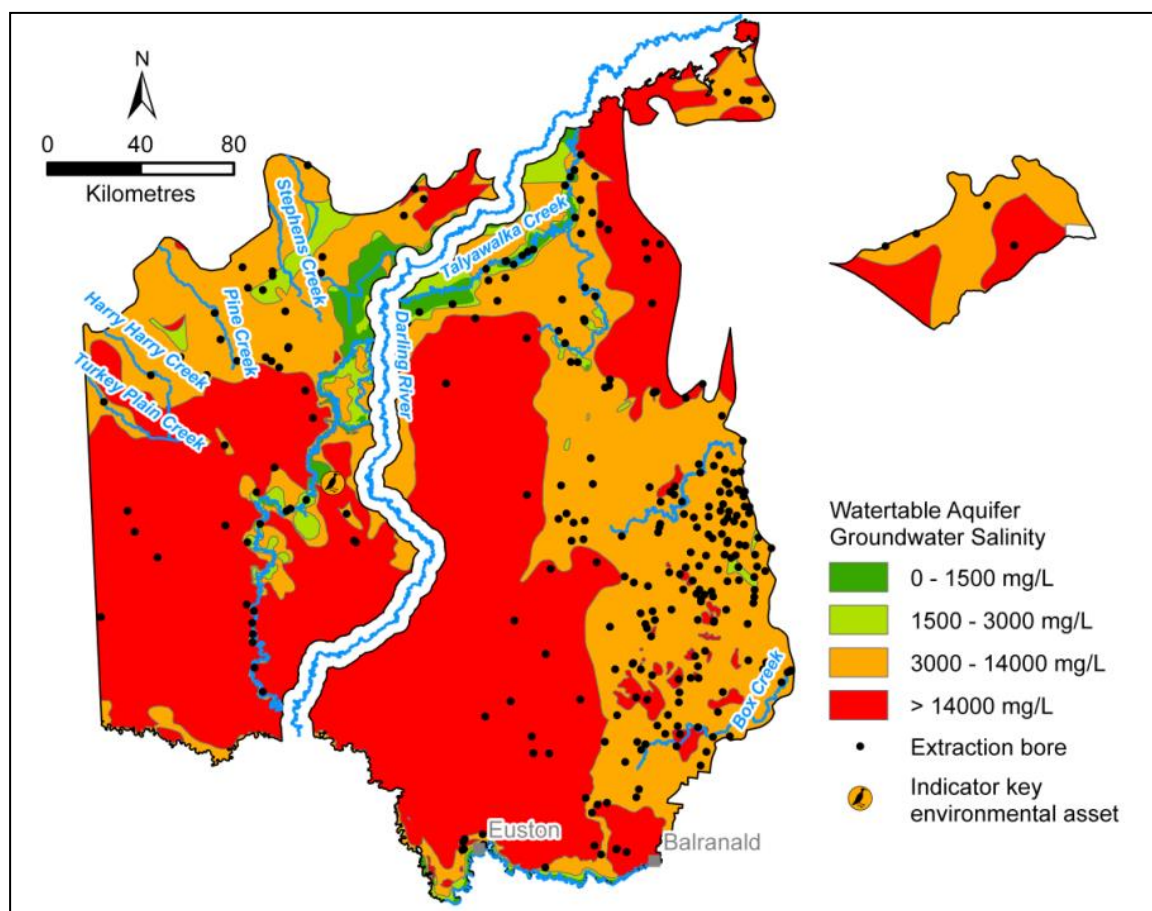 N
0 40 80
Kilometres
Stephens Creek
Talyawalka Creek
Pine Creek
Harry Harry Creek
Turkey Plain Creek
Darling River
Box Creek
Euston
Balranald
Watertable Aquifer
Groundwater Salinity
0 - 1500 mg/L
1500 - 3000 mg/L
3000 - 14000 mg/L
> 14000 mg/L
Extraction bore
Indicator key
environmental asset